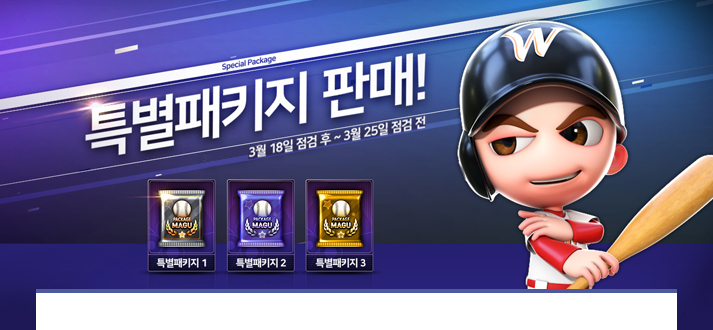 Special Package
특별패키지 판매!
3월 18일 점검 후 ~ 3월 25일 점검 전
W
PACKAGE
MAGU
PACKAGE
MAGU
PACKAGE
MAGU
특별패키지 1
특별패키지 2
특별패키지 3